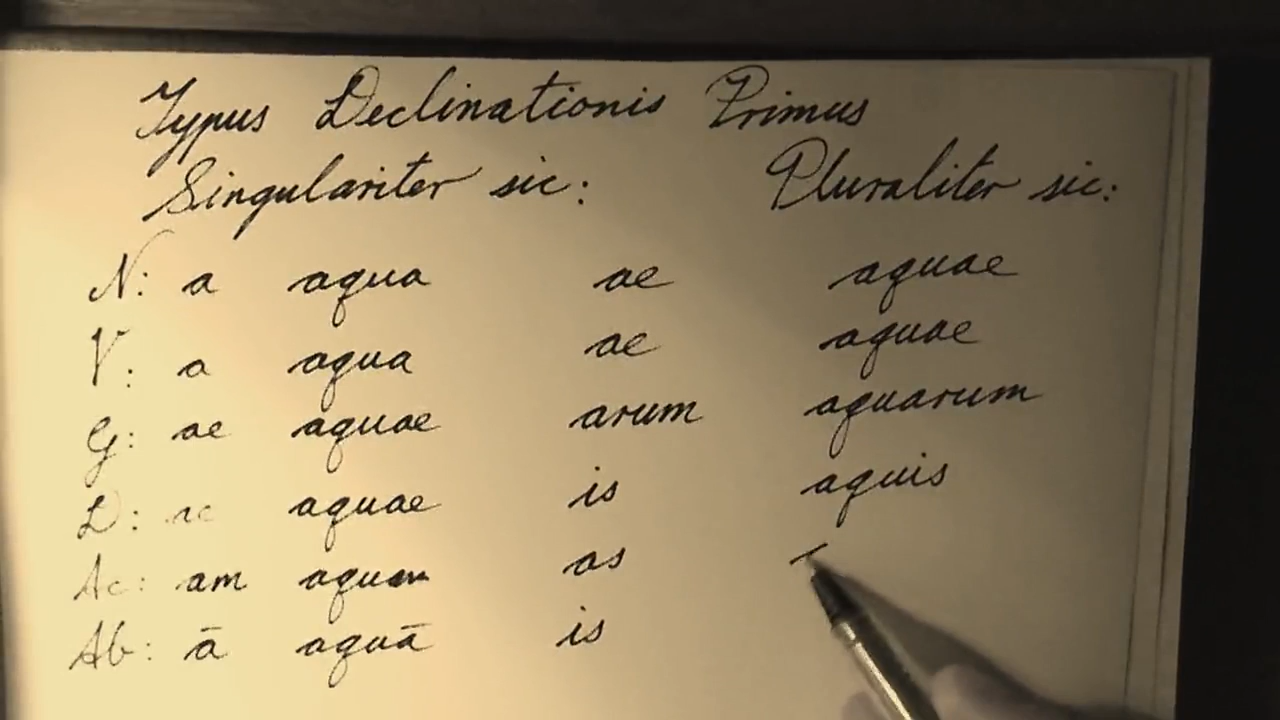 Typus Declinationis Primus
Singulariter sic: Pluraliter sic:
N: a aqua ae aquae
V: a aqua ae aquae
G: ae aquae arum aquarum
D: ae aquae is aquis
Ac: am aquam as
Ab: ā aquā is